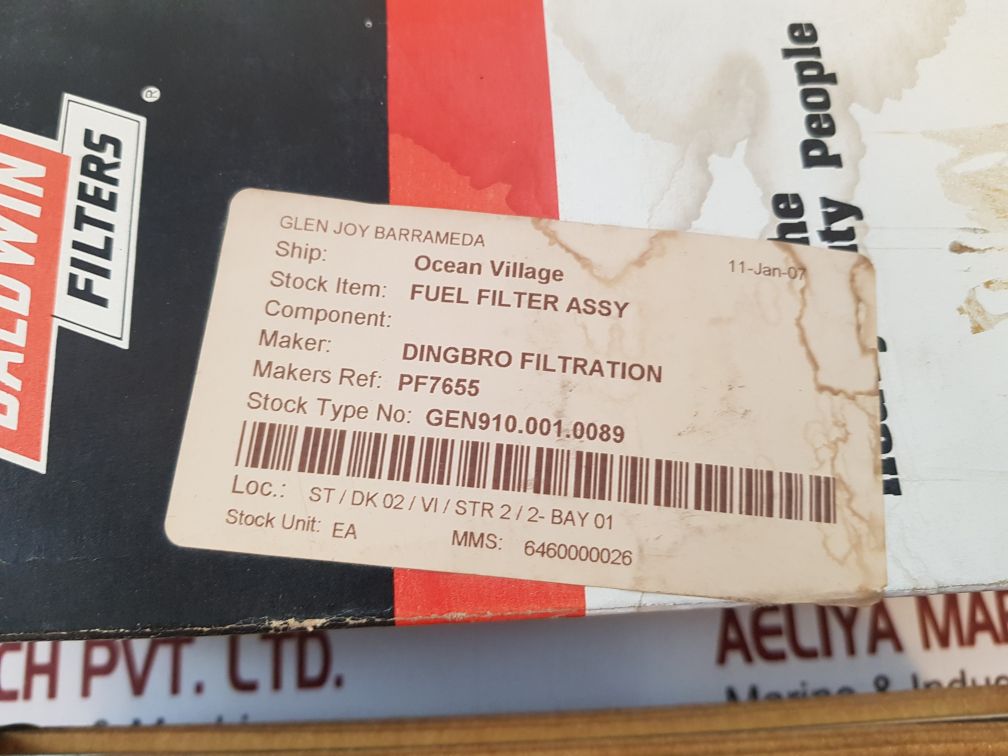 BALDWIN
FILTERS
®
People
GLEN JOY BARRAMEDA
11-Jan-07
Ship: Ocean Village
Stock Item: FUEL FILTER ASSY
Component:
Maker: DINGBRO FILTRATION
Makers Ref: PF7655
Stock Type No: GEN910.001.0089
Loc.: ST / DK 02 / VI / STR 2 / 2- BAY 01
Stock Unit: EA MMS: 6460000026
CH PVT. LTD.
AELIYA MA
Marine & Indus